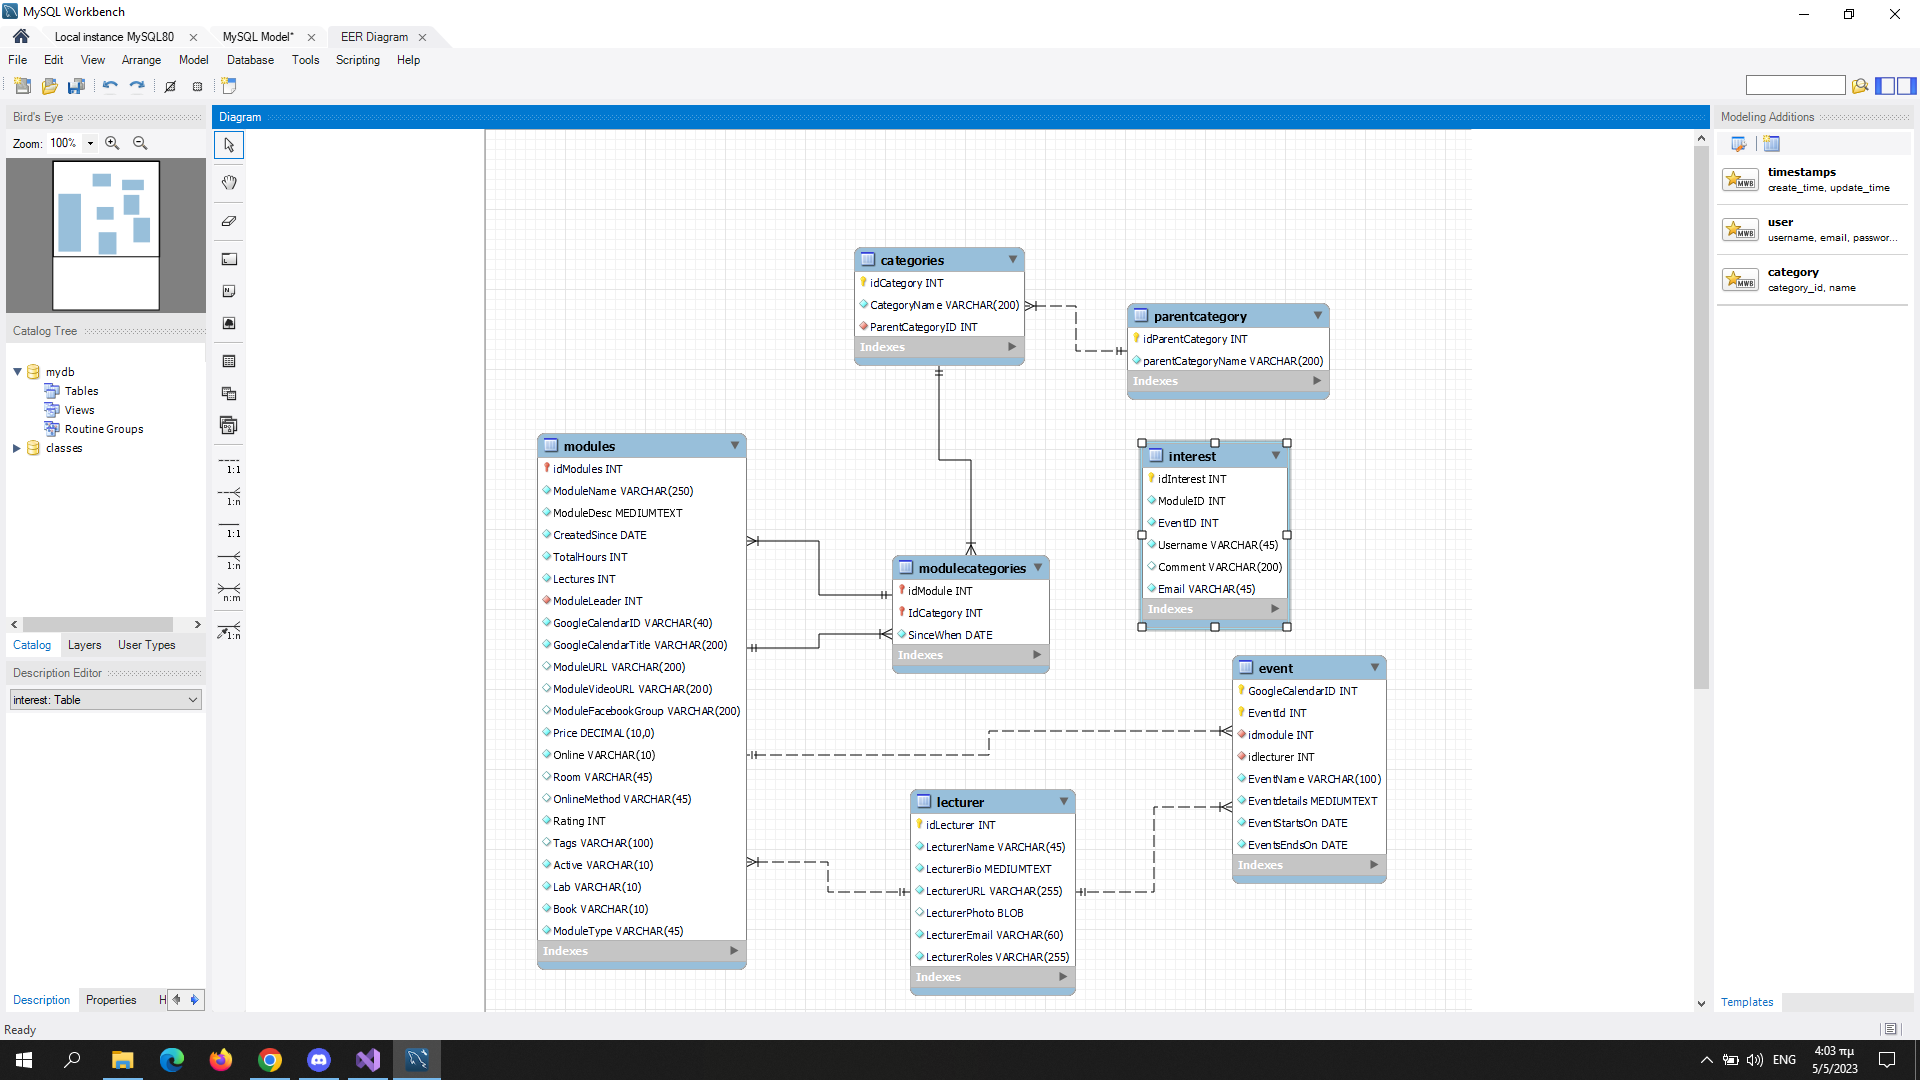 MySQL Workbench
Local instance MySQL80
MySQL Model*
EER Diagram
File Edit View Arrange Model Database Tools Scripting Help
Bird's Eye
Zoom: 100%
Catalog Tree
mydb
Tables
Views
Routine Groups
classes
Catalog Layers User Types
Description Editor
interest: Table
Description Properties H
Ready
Diagram
1:1
1:n
1:1
1:n
n:m
1:n
categories
idCategory INT
CategoryName VARCHAR(200)
ParentCategoryID INT
Indexes
parentcategory
idParentCategory INT
parentCategoryName VARCHAR(200)
Indexes
modules
idModules INT
ModuleName VARCHAR(250)
ModuleDesc MEDIUMTEXT
CreatedSince DATE
TotalHours INT
Lectures INT
ModuleLeader INT
GoogleCalendarID VARCHAR(40)
GoogleCalendarTitle VARCHAR(200)
ModuleURL VARCHAR(200)
ModuleVideoURL VARCHAR(200)
ModuleFacebookGroup VARCHAR(200)
Price DECIMAL(10,0)
Online VARCHAR(10)
Room VARCHAR(45)
OnlineMethod VARCHAR(45)
Rating INT
Tags VARCHAR(100)
Active VARCHAR(10)
Lab VARCHAR(10)
Book VARCHAR(10)
ModuleType VARCHAR(45)
Indexes
modulecategories
idModule INT
IdCategory INT
SinceWhen DATE
Indexes
interest
idInterest INT
ModuleID INT
EventID INT
Username VARCHAR(45)
Comment VARCHAR(200)
Email VARCHAR(45)
Indexes
event
GoogleCalendarID INT
EventId INT
idmodule INT
idlecturer INT
EventName VARCHAR(100)
Eventdetails MEDIUMTEXT
EventStartsOn DATE
EventsEndsOn DATE
Indexes
lecturer
idLecturer INT
LecturerName VARCHAR(45)
LecturerBio MEDIUMTEXT
LecturerURL VARCHAR(255)
LecturerPhoto BLOB
LecturerEmail VARCHAR(60)
LecturerRoles VARCHAR(255)
Indexes
Modeling Additions
MWB
timestamps
create_time, update_time
MWB
user
username, email, passwor...
MWB
category
category_id, name
Templates
ENG
4:03 πμ
5/5/2023